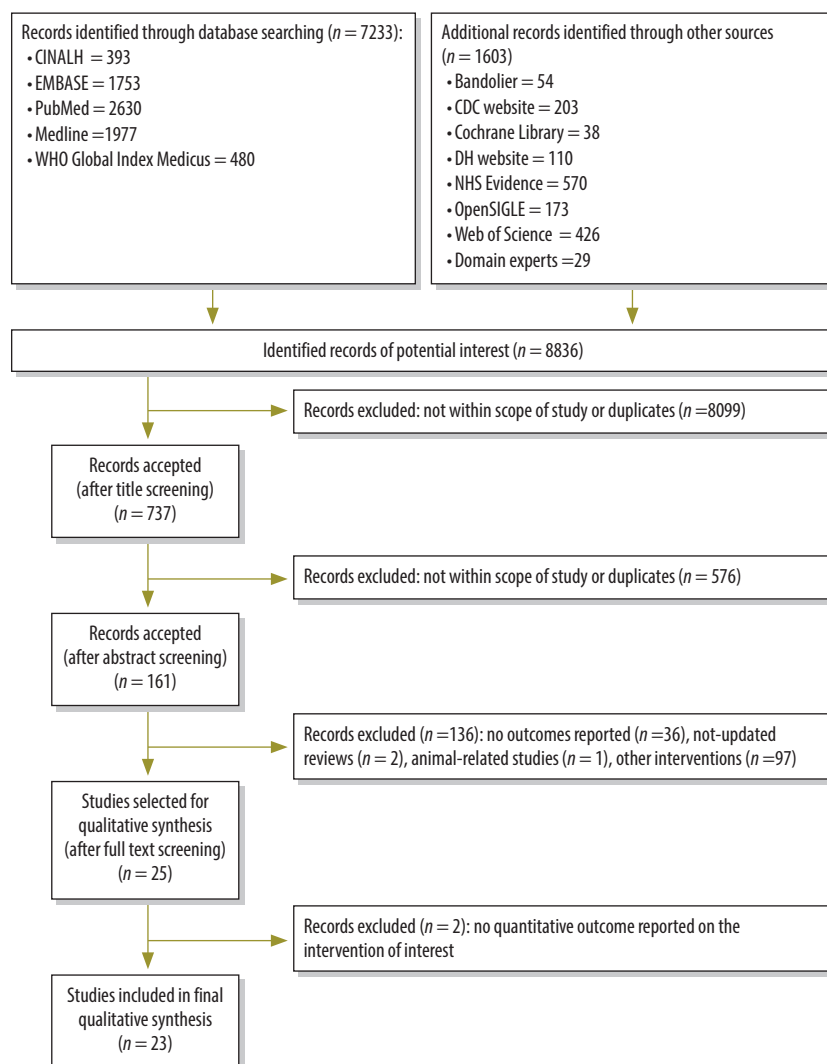 Records identified through database searching (n = 7233):
• CINALH = 393
• EMBASE = 1753
• PubMed = 2630
• Medline =1977
• WHO Global Index Medicus = 480
Additional records identified through other sources
(n = 1603)
• Bandolier = 54
• CDC website = 203
• Cochrane Library = 38
• DH website = 110
• NHS Evidence = 570
• OpenSIGLE = 173
• Web of Science = 426
• Domain experts =29
Identified records of potential interest (n = 8836)
Records excluded: not within scope of study or duplicates (n =8099)
Records accepted
(after title screening)
(n = 737)
Records excluded: not within scope of study or duplicates (n = 576)
Records accepted
(after abstract screening)
(n = 161)
Records excluded (n =136): no outcomes reported (n =36), not-updated
reviews (n = 2), animal-related studies (n = 1), other interventions (n =97)
Studies selected for
qualitative synthesis
(after full text screening)
(n = 25)
Records excluded (n = 2): no quantitative outcome reported on the
intervention of interest
Studies included in final
qualitative synthesis
(n = 23)